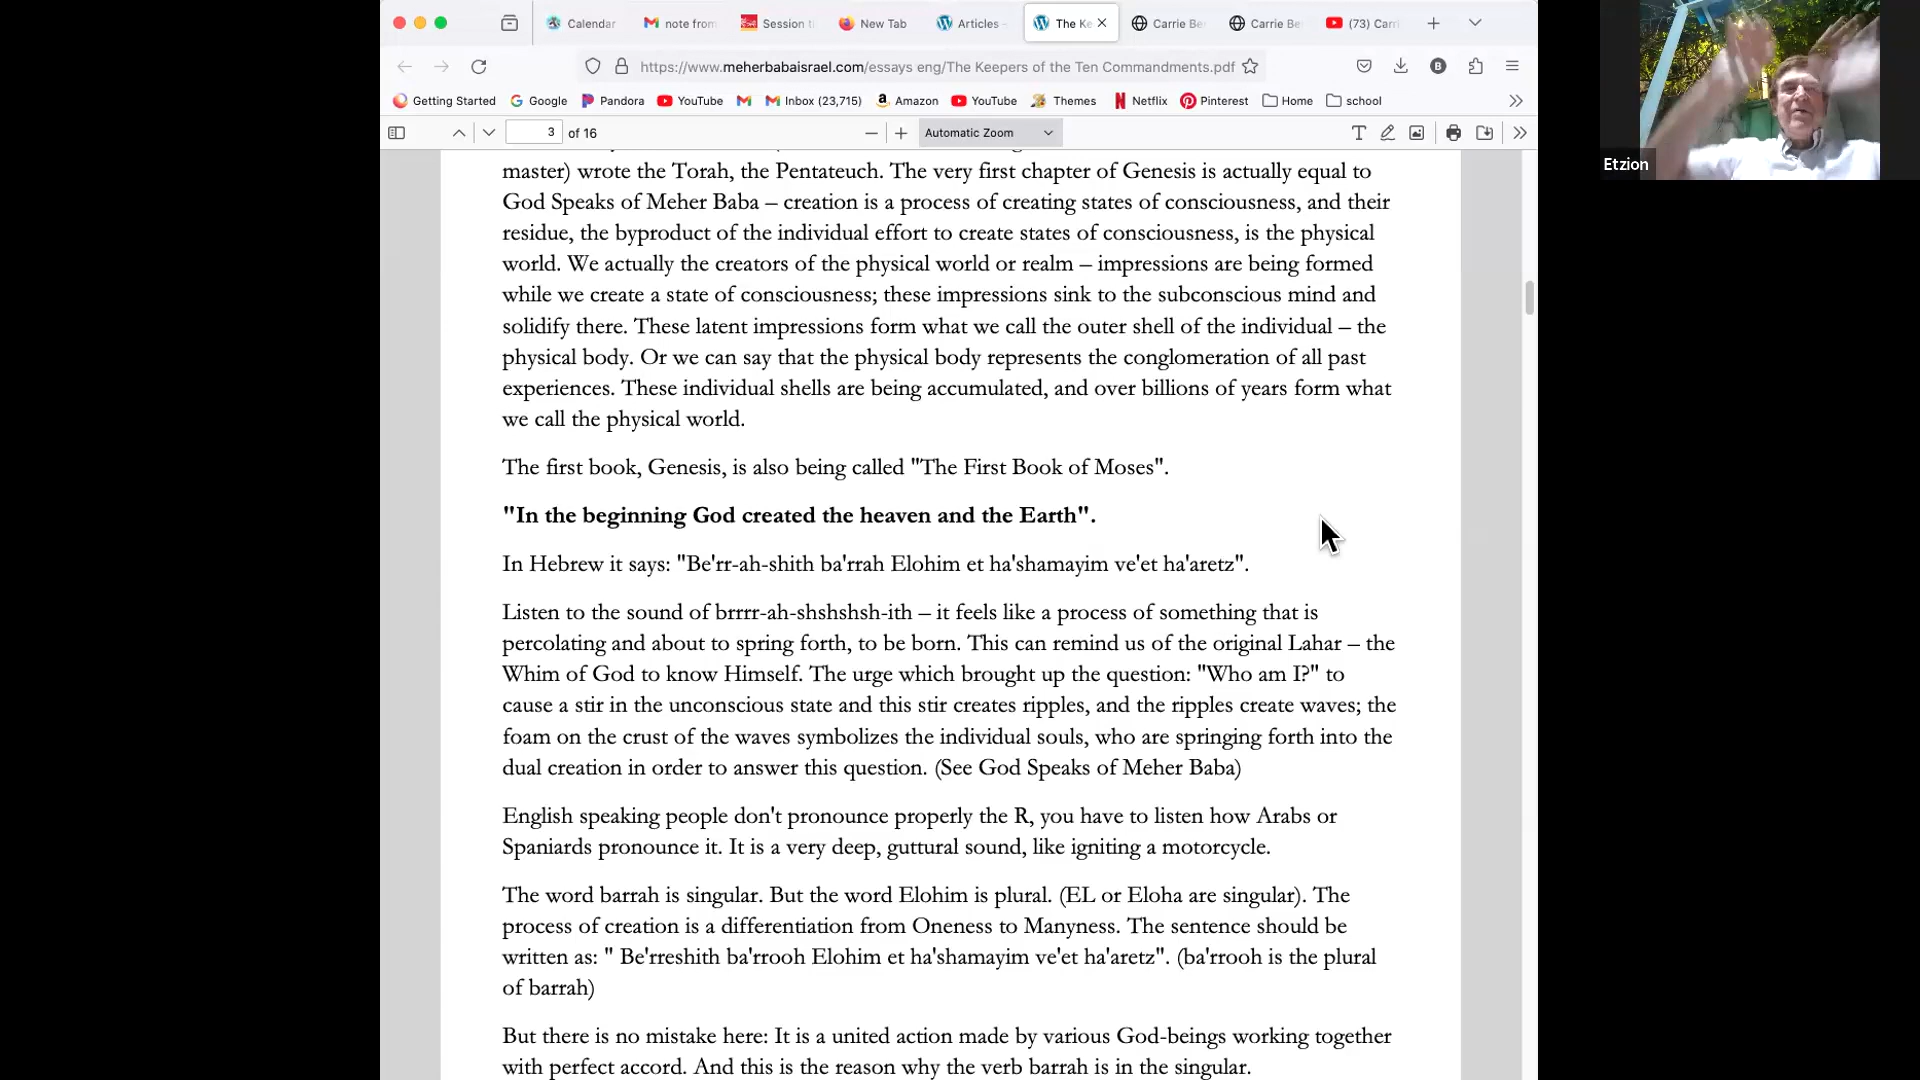 Calendar
note from
Session ti
New Tab
Articles
The Ke
Carrie Be
Carrie Be
(73) Carr
https://www.meherbabaisrael.com/essays eng/The Keepers of the Ten Commandments.pdf
Getting Started
Google
Pandora
YouTube
Inbox (23,715)
Amazon
YouTube
Themes
Netflix
Pinterest
Home
school
3 of 16
Automatic Zoom
Etzion
master) wrote the Torah, the Pentateuch. The very first chapter of Genesis is actually equal to
God Speaks of Meher Baba – creation is a process of creating states of consciousness, and their
residue, the byproduct of the individual effort to create states of consciousness, is the physical
world. We actually the creators of the physical world or realm – impressions are being formed
while we create a state of consciousness; these impressions sink to the subconscious mind and
solidify there. These latent impressions form what we call the outer shell of the individual – the
physical body. Or we can say that the physical body represents the conglomeration of all past
experiences. These individual shells are being accumulated, and over billions of years form what
we call the physical world.
The first book, Genesis, is also being called "The First Book of Moses".
"In the beginning God created the heaven and the Earth".
In Hebrew it says: "Be'rr-ah-shith ba'rrah Elohim et ha'shamayim ve'et ha'aretz".
Listen to the sound of brrrr-ah-shshshsh-ith – it feels like a process of something that is
percolating and about to spring forth, to be born. This can remind us of the original Lahar – the
Whim of God to know Himself. The urge which brought up the question: "Who am I?" to
cause a stir in the unconscious state and this stir creates ripples, and the ripples create waves; the
foam on the crust of the waves symbolizes the individual souls, who are springing forth into the
dual creation in order to answer this question. (See God Speaks of Meher Baba)
English speaking people don't pronounce properly the R, you have to listen how Arabs or
Spaniards pronounce it. It is a very deep, guttural sound, like igniting a motorcycle.
The word barrah is singular. But the word Elohim is plural. (EL or Eloha are singular). The
process of creation is a differentiation from Oneness to Manyness. The sentence should be
written as: " Be'rreshith ba'rrooh Elohim et ha'shamayim ve'et ha'aretz". (ba'rrooh is the plural
of barrah)
But there is no mistake here: It is a united action made by various God-beings working together
with perfect accord. And this is the reason why the verb barrah is in the singular.